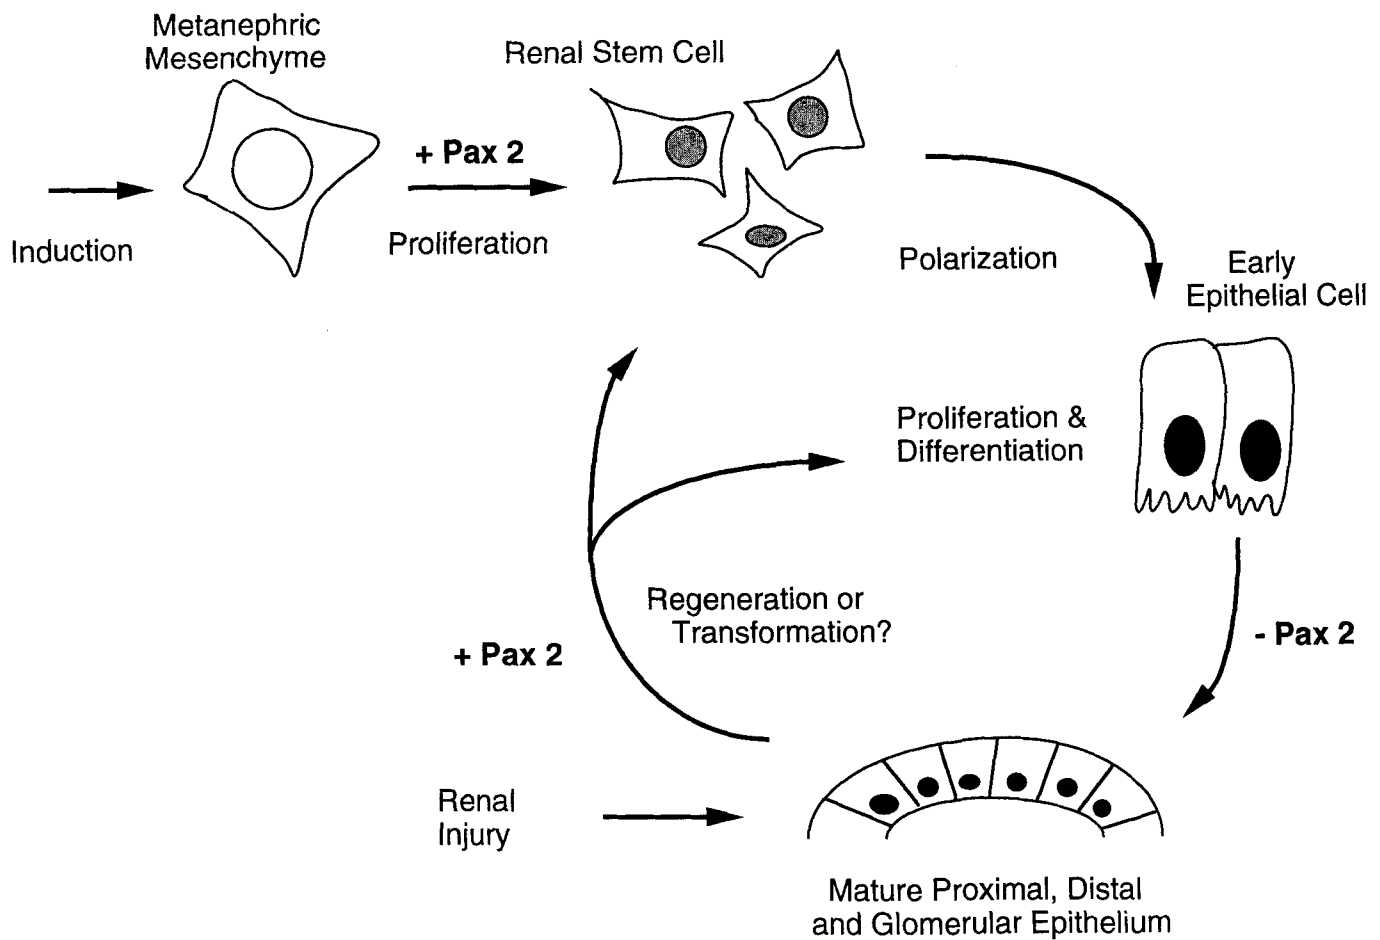 Metanephric
Mesenchyme
Renal Stem Cell
+ Pax 2
Induction
Proliferation
Polarization
Early
Epithelial Cell
Proliferation &
Differentiation
Regeneration or
Transformation?
+ Pax 2
- Pax 2
Renal
Injury
Mature Proximal, Distal
and Glomerular Epithelium